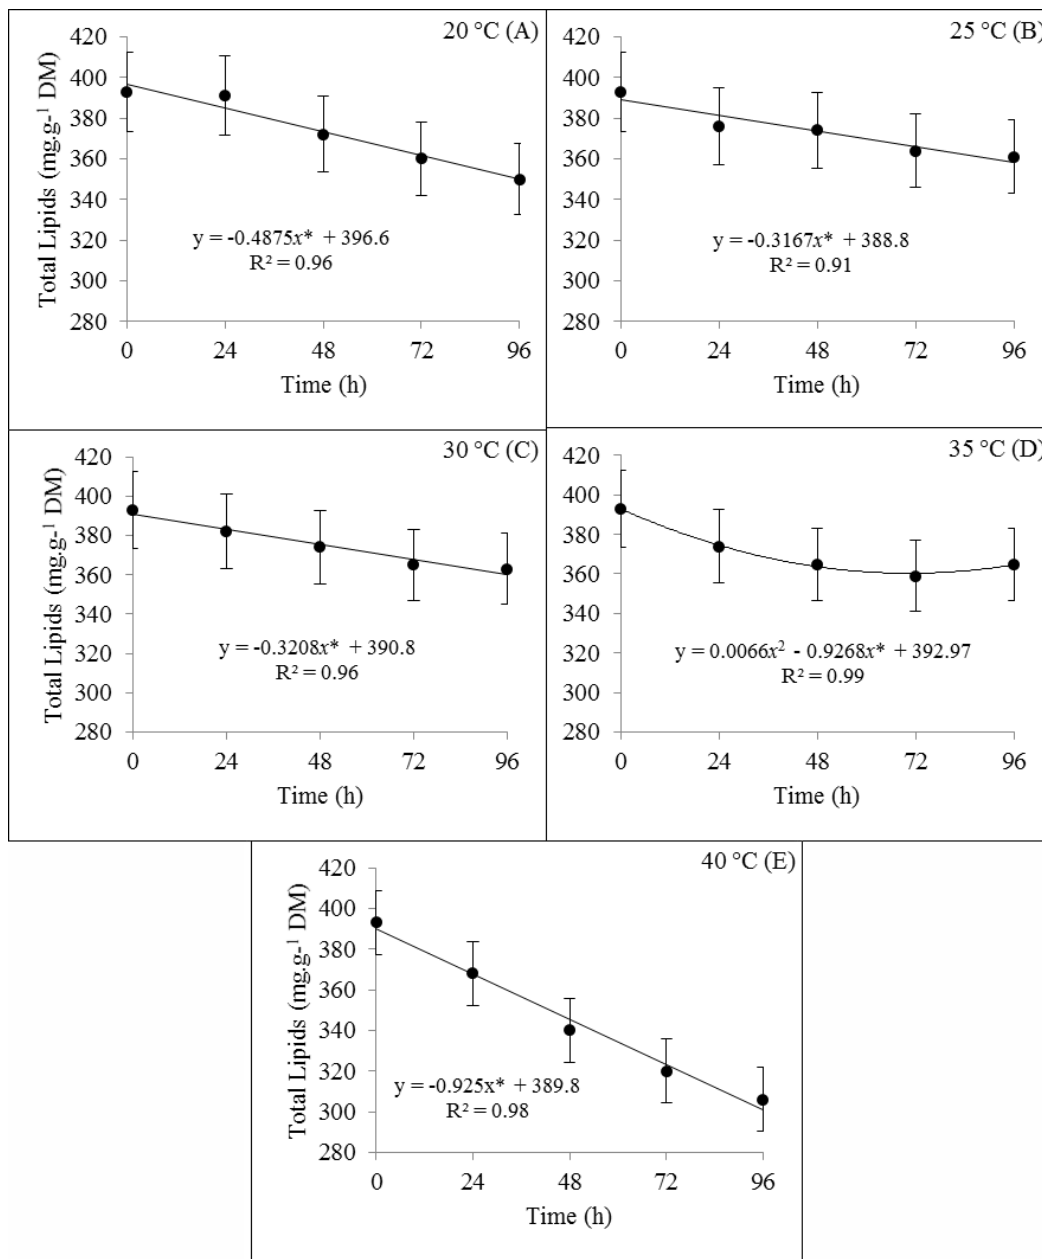 20 °C (A)
Total Lipids (mg.g-¹ DM)
420
400
380
360
340
320
300
280
y = -0.4875x* + 396.6
R² = 0.96
0 24 48 72 96
Time (h)
25 °C (B)
420
400
380
360
340
320
300
280
y = -0.3167x* + 388.8
R² = 0.91
0 24 48 72 96
Time (h)
30 °C (C)
Total Lipids (mg.g-¹ DM)
420
400
380
360
340
320
300
280
y = -0.3208x* + 390.8
R² = 0.96
0 24 48 72 96
Time (h)
35 °C (D)
420
400
380
360
340
320
300
280
y = 0.0066x² - 0.9268x* + 392.97
R² = 0.99
0 24 48 72 96
Time (h)
40 °C (E)
Total Lipids (mg.g-¹ DM)
420
400
380
360
340
320
300
280
y = -0.925x* + 389.8
R² = 0.98
0 24 48 72 96
Time (h)